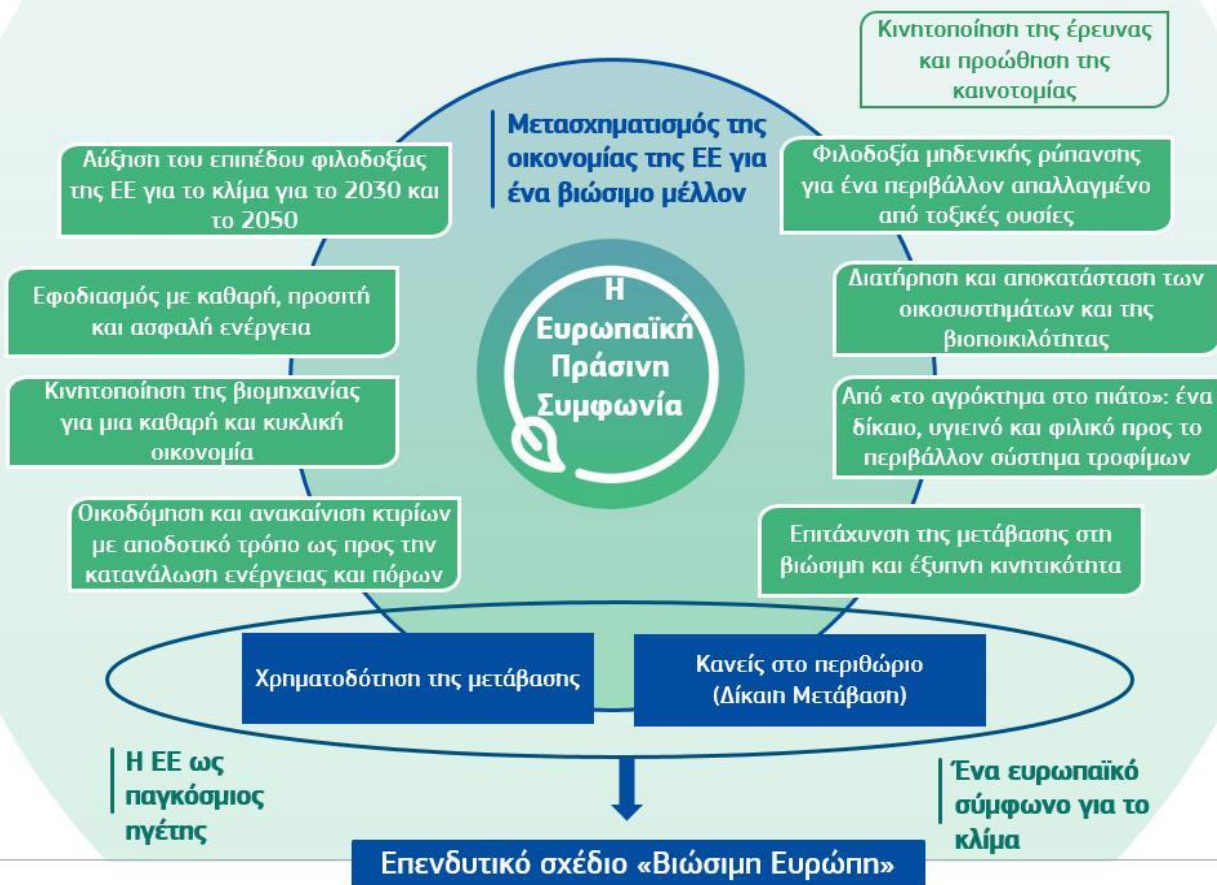 Κινητοποίηση της έρευνας
και προώθηση της
καινοτομίας
Μετασχηματισμός της
οικονομίας της ΕΕ για
ένα βιώσιμο μέλλον
Αύξηση του επιπέδου φιλοδοξίας
της ΕΕ για το κλίμα για το 2030 και
το 2050
Φιλοδοξία μηδενικής ρύπανσης
για ένα περιβάλλον απαλλαγμένο
από τοξικές ουσίες
Εφοδιασμός με καθαρή, προσιτή
και ασφαλή ενέργεια
Η
Ευρωπαϊκή
Πράσινη
Συμφωνία
Διατήρηση και αποκατάσταση των
οικοσυστημάτων και της
βιοποικιλότητας
Κινητοποίηση της βιομηχανίας
για μια καθαρή και κυκλική
οικονομία
Από «το αγρόκτημα στο πιάτο»: ένα
δίκαιο, υγιεινό και φιλικό προς το
περιβάλλον σύστημα τροφίμων
Οικοδόμηση και ανακαίνιση κτιρίων
με αποδοτικό τρόπο ως προς την
κατανάλωση ενέργειας και πόρων
Επιτάχυνση της μετάβασης στη
βιώσιμη και έξυπνη κινητικότητα
Χρηματοδότηση της μετάβασης
Κανείς στο περιθώριο
(Δίκαιη Μετάβαση)
Η ΕΕ ως
παγκόσμιος
ηγέτης
Ένα ευρωπαϊκό
σύμφωνο για το
κλίμα
Επενδυτικό σχέδιο «Βιώσιμη Ευρώπη»